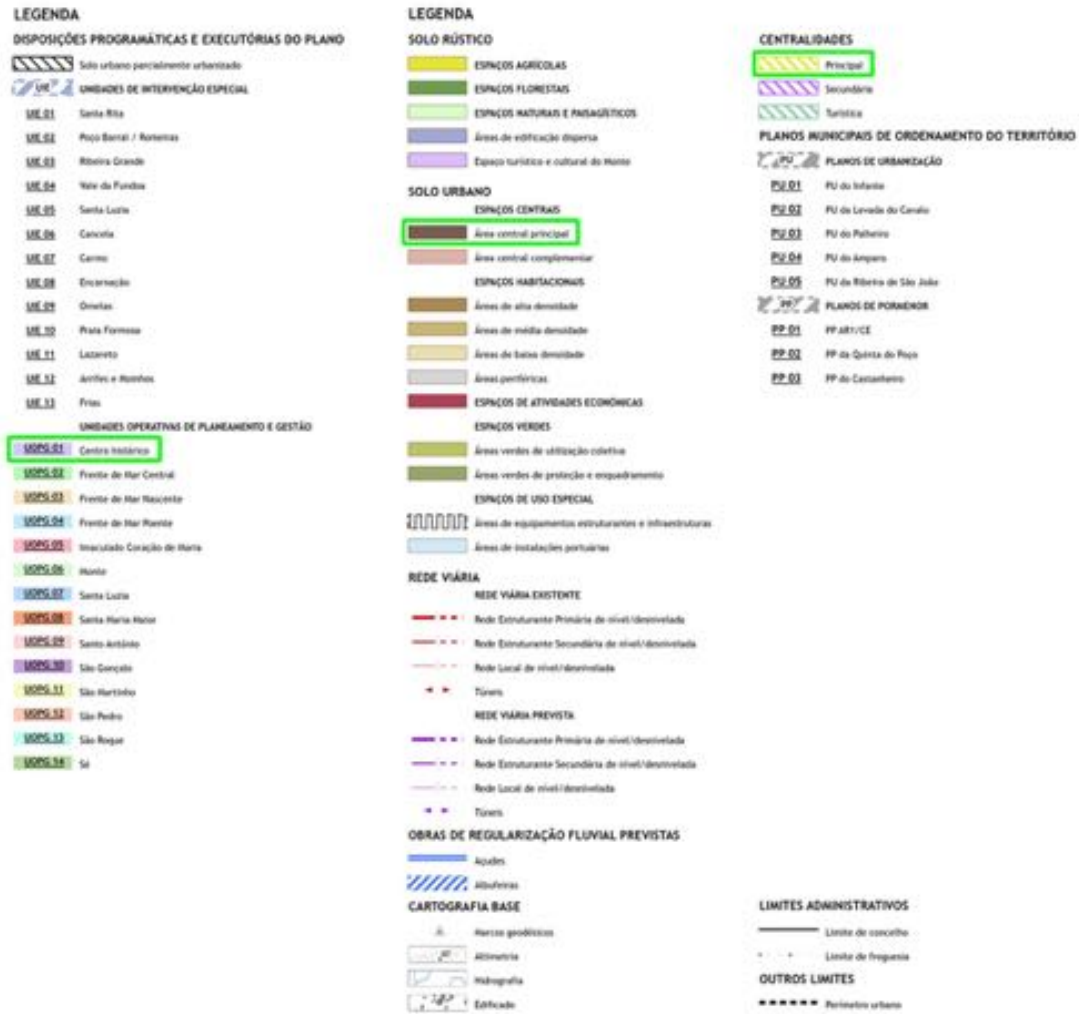 LEGENDA
DISPOSIÇÕES PROGRAMÁTICAS E EXECUTÓRIAS DO PLANO
Solo urbano parcialmente urbanizado
UIE UNIDADES DE INTERVENÇÃO ESPECIAL
UIE 01 Santa Rita
UIE 02 Poço Barral / Romeiras
UIE 03 Ribeira Grande
UIE 04 Vale da Fundoa
UIE 05 Santa Luzia
UIE 06 Cancela
UIE 07 Carmo
UIE 08 Encarnação
UIE 09 Ornelas
UIE 10 Praia Formosa
UIE 11 Lazareto
UIE 12 Arrifes e Moinhos
UIE 13 Frias
UNIDADES OPERATIVAS DE PLANEAMENTO E GESTÃO
UOPG 01 Centro histórico
UOPG 02 Frente de Mar Central
UOPG 03 Frente de Mar Nascente
UOPG 04 Frente de Mar Poente
UOPG 05 Imaculado Coração de Maria
UOPG 06 Monte
UOPG 07 Santa Luzia
UOPG 08 Santa Maria Maior
UOPG 09 Santo António
UOPG 10 São Gonçalo
UOPG 11 São Martinho
UOPG 12 São Pedro
UOPG 13 São Roque
UOPG 14 Sé
LEGENDA
SOLO RÚSTICO
ESPAÇOS AGRÍCOLAS
ESPAÇOS FLORESTAIS
ESPAÇOS NATURAIS E PAISAGÍSTICOS
Áreas de edificação dispersa
Espaço turístico e cultural do Monte
SOLO URBANO
ESPAÇOS CENTRAIS
Área central principal
Área central complementar
ESPAÇOS HABITACIONAIS
Áreas de alta densidade
Áreas de média densidade
Áreas de baixa densidade
Áreas periféricas
ESPAÇOS DE ATIVIDADES ECONÓMICAS
ESPAÇOS VERDES
Áreas verdes de utilização coletiva
Áreas verdes de proteção e enquadramento
ESPAÇOS DE USO ESPECIAL
Áreas de equipamentos estruturantes e infraestruturas
Áreas de instalações portuárias
REDE VIÁRIA
REDE VIÁRIA EXISTENTE
Rede Estruturante Primária de nível/desnivelada
Rede Estruturante Secundária de nível/desnivelada
Rede Local de nível/desnivelada
Túneis
REDE VIÁRIA PREVISTA
Rede Estruturante Primária de nível/desnivelada
Rede Estruturante Secundária de nível/desnivelada
Rede Local de nível/desnivelada
Túneis
OBRAS DE REGULARIZAÇÃO FLUVIAL PREVISTAS
Açudes
Albufeiras
CARTOGRAFIA BASE
Marcos geodésicos
Altimetria
Hidrografia
Edificado
CENTRALIDADES
Principal
Secundária
Turística
PLANOS MUNICIPAIS DE ORDENAMENTO DO TERRITÓRIO
PU PLANOS DE URBANIZAÇÃO
PU 01 PU do Infante
PU 02 PU da Levada do Cavalo
PU 03 PU do Palheiro
PU 04 PU do Amparo
PU 05 PU da Ribeira de São João
PP PLANOS DE PORMENOR
PP 01 PP AR1/CE
PP 02 PP da Quinta do Poço
PP 03 PP do Castanheiro
LIMITES ADMINISTRATIVOS
Limite de concelho
Limite de freguesia
OUTROS LIMITES
Perímetro urbano